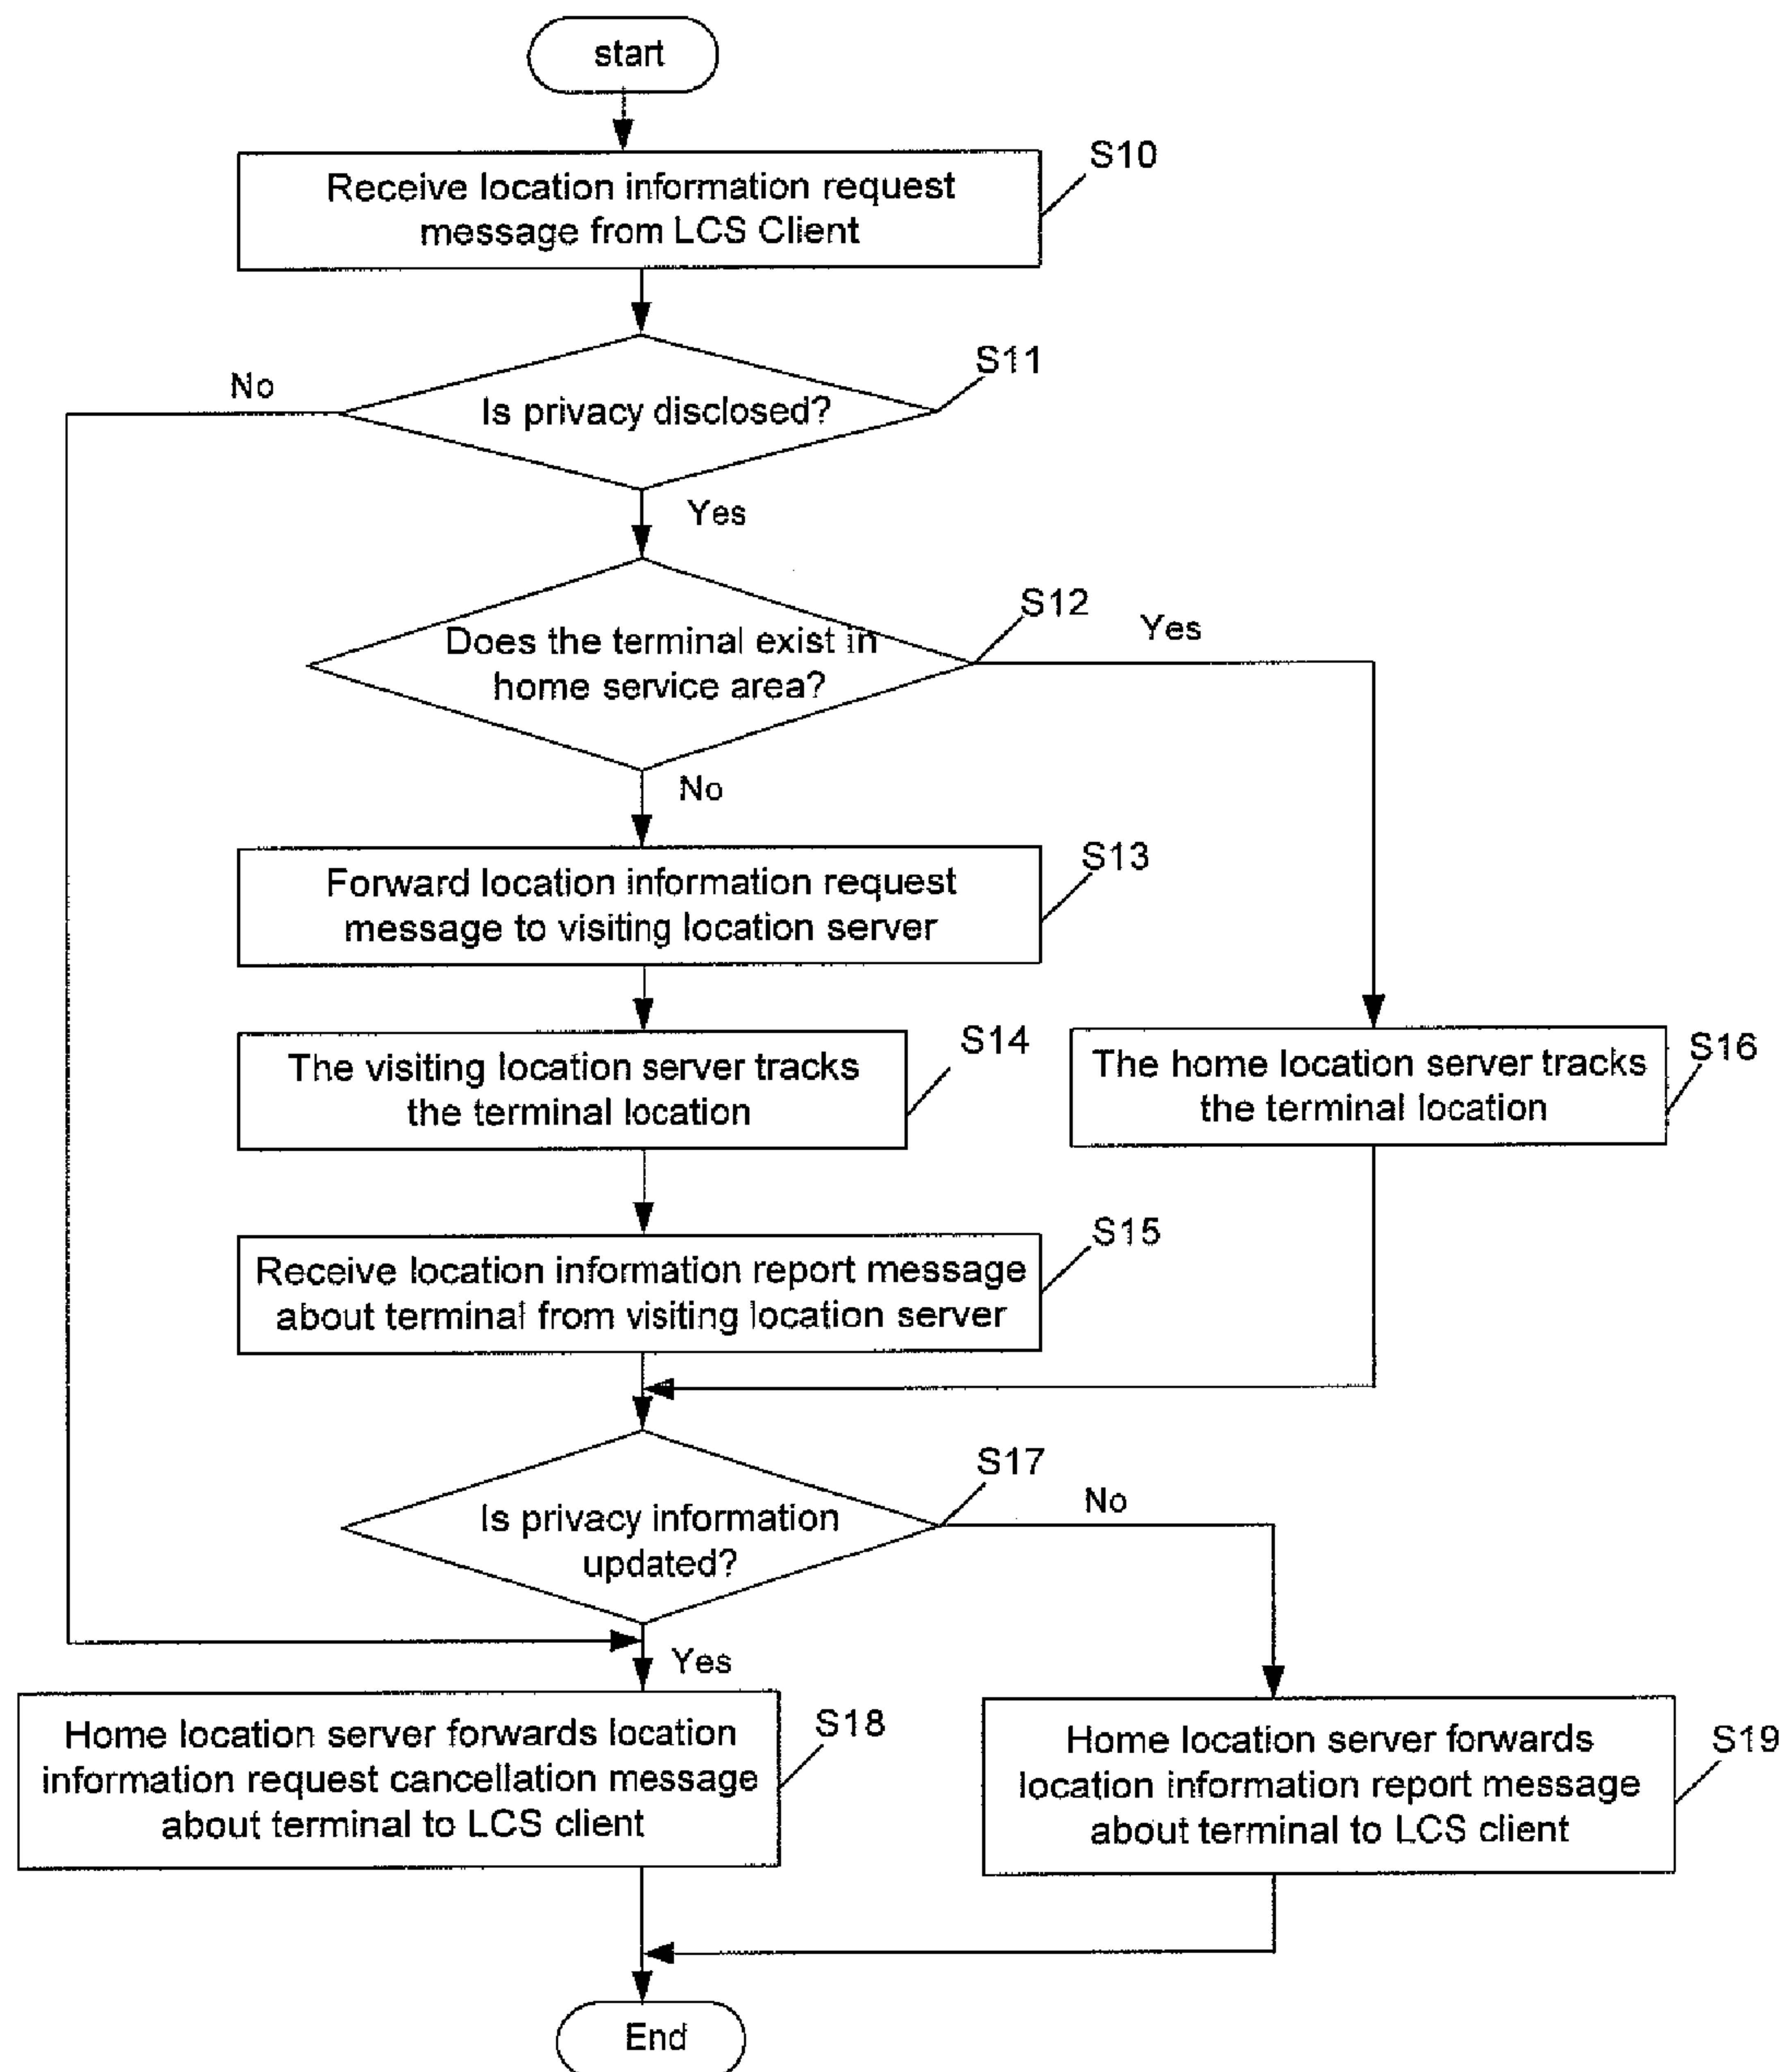 start
S10
Receive location information request
message from LCS Client
S11
No
Is privacy disclosed?
Yes
S12
Yes
Does the terminal exist in
home service area?
No
S13
Forward location information request
message to visiting location server
S14
The visiting location server tracks
the terminal location
S16
The home location server tracks
the terminal location
S15
Receive location information report message
about terminal from visiting location server
S17
No
Is privacy information
updated?
Yes
S18
Home location server forwards location
information request cancellation message
about terminal to LCS client
S19
Home location server forwards
location information report message
about terminal to LCS client
End